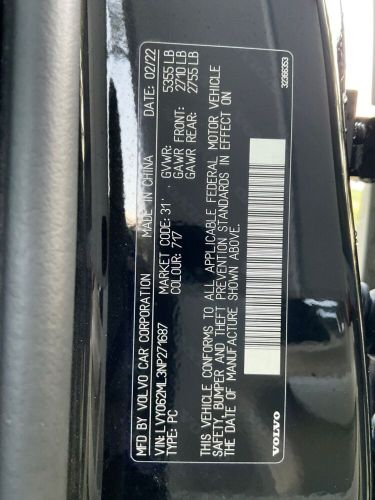 MFD BY VOLVO CAR CORPORATION MADE IN CHINA DATE: 02/22
VIN: LVY062ML3NP271687 MARKET CODE: 31 GVWR: 5355 LB
TYPE: PC COLOUR: 717 GAWR FRONT: 2710 LB
GAWR REAR: 2755 LB
THIS VEHICLE CONFORMS TO ALL APPLICABLE FEDERAL MOTOR VEHICLE
SAFETY, BUMPER AND THEFT PREVENTION STANDARDS IN EFFECT ON
THE DATE OF MANUFACTURE SHOWN ABOVE.
VOLVO
32366353